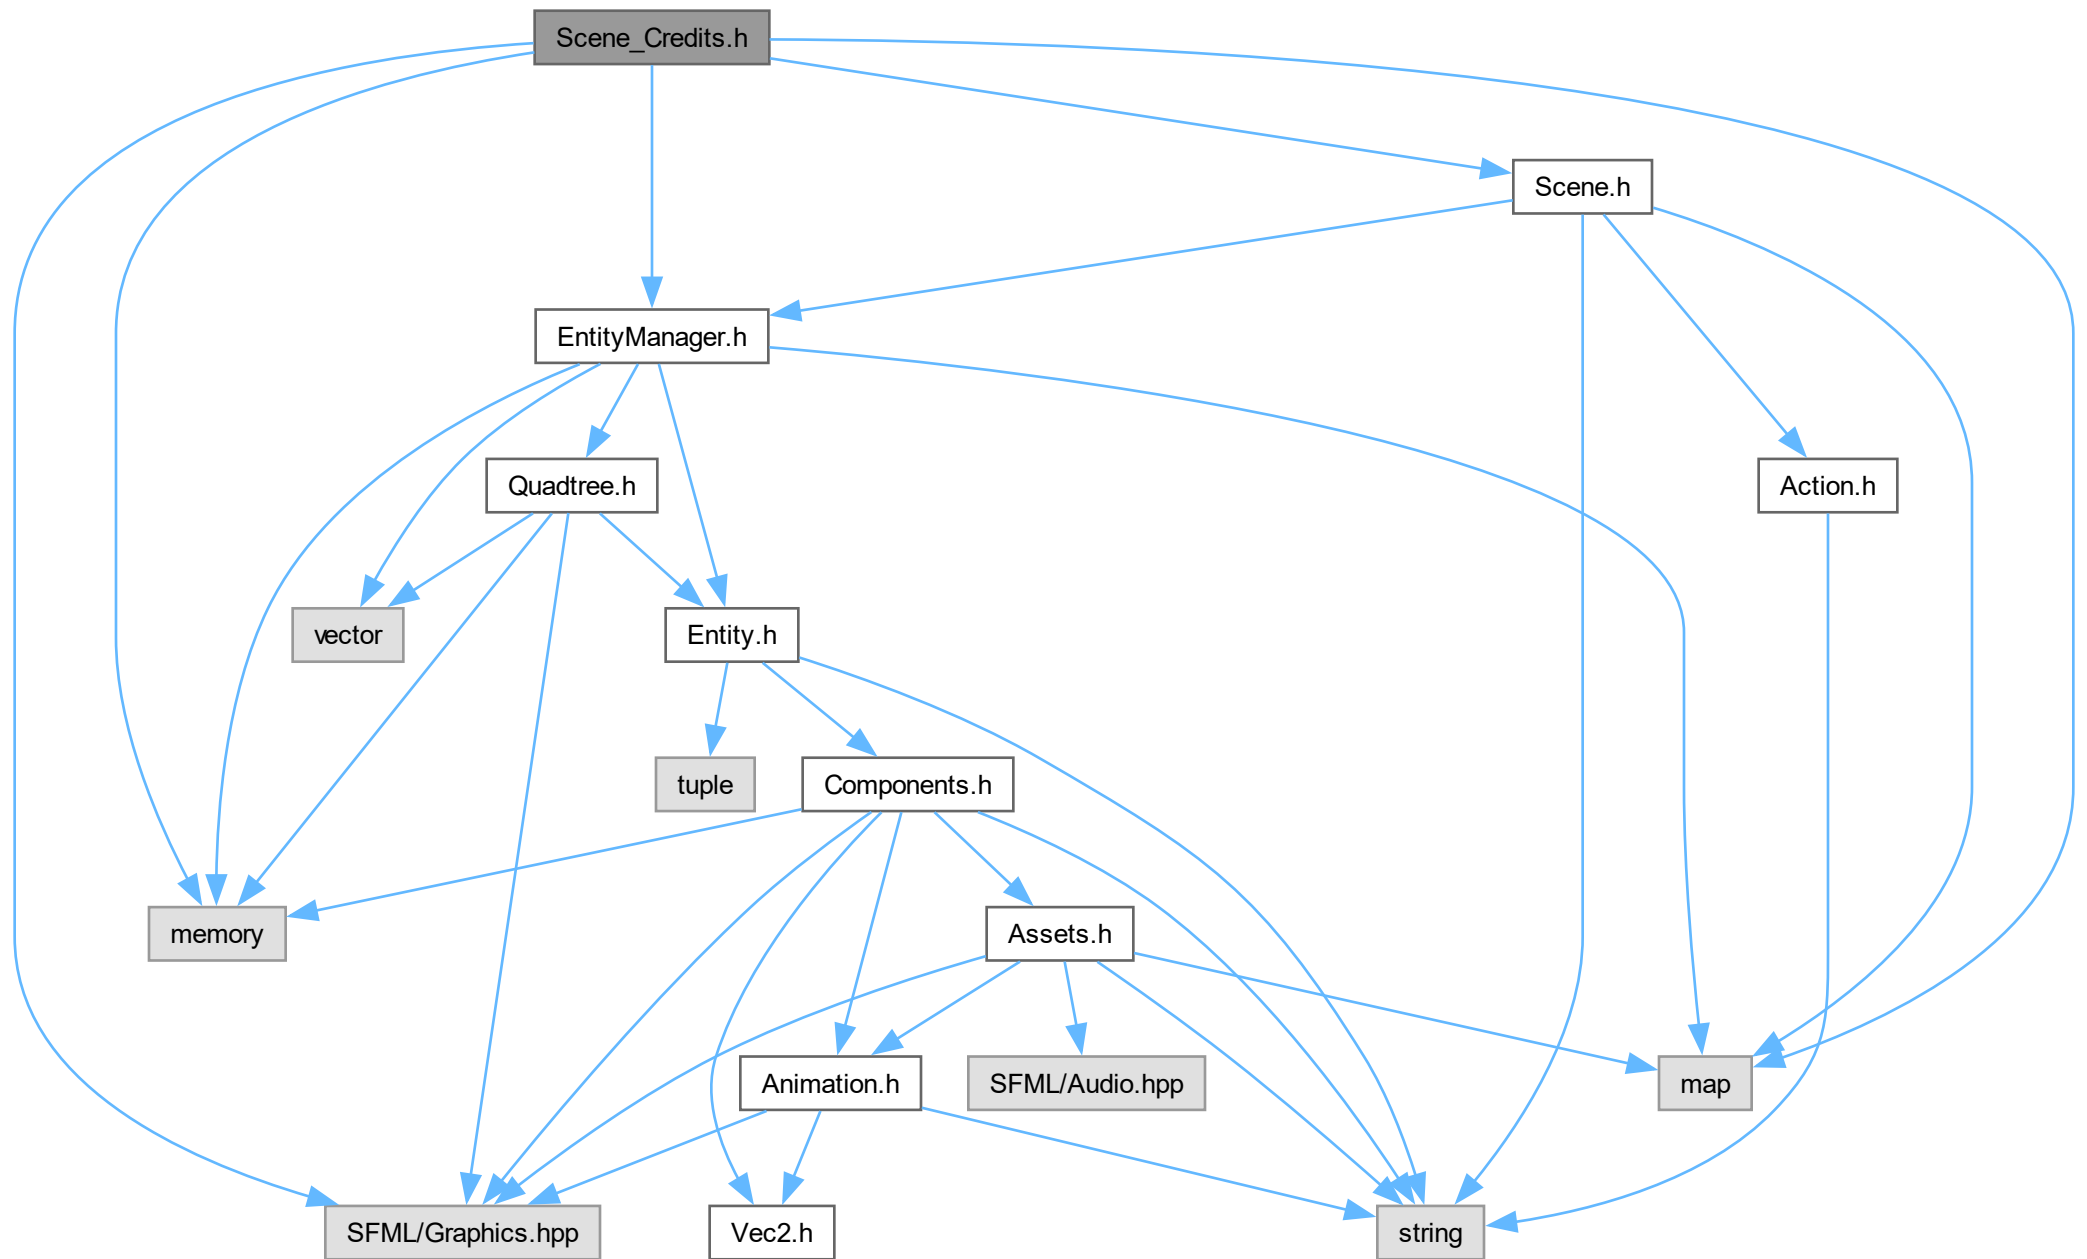 Scene_Credits.h
Scene.h
EntityManager.h
Quadtree.h
Action.h
vector
Entity.h
tuple
Components.h
memory
Assets.h
Animation.h
SFML/Audio.hpp
map
SFML/Graphics.hpp
Vec2.h
string